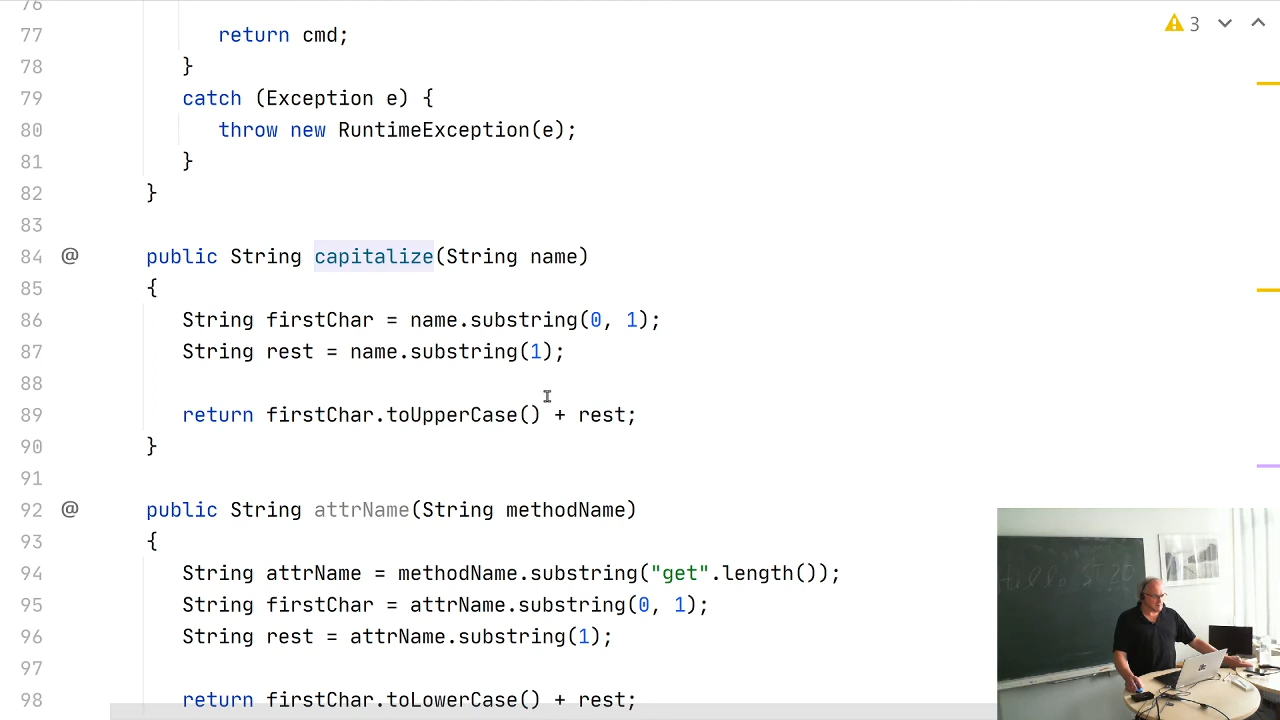 76
3
77 return cmd;
78 }
79 catch (Exception e) {
80 throw new RuntimeException(e);
81 }
82 }
83
84 @ public String capitalize(String name)
85 {
86 String firstChar = name.substring(0, 1);
87 String rest = name.substring(1);
88
89 return firstChar.toUpperCase() + rest;
90 }
91
92 @ public String attrName(String methodName)
93 {
94 String attrName = methodName.substring("get".length());
95 String firstChar = attrName.substring(0, 1);
96 String rest = attrName.substring(1);
97
98 return firstChar.toLowerCase() + rest;